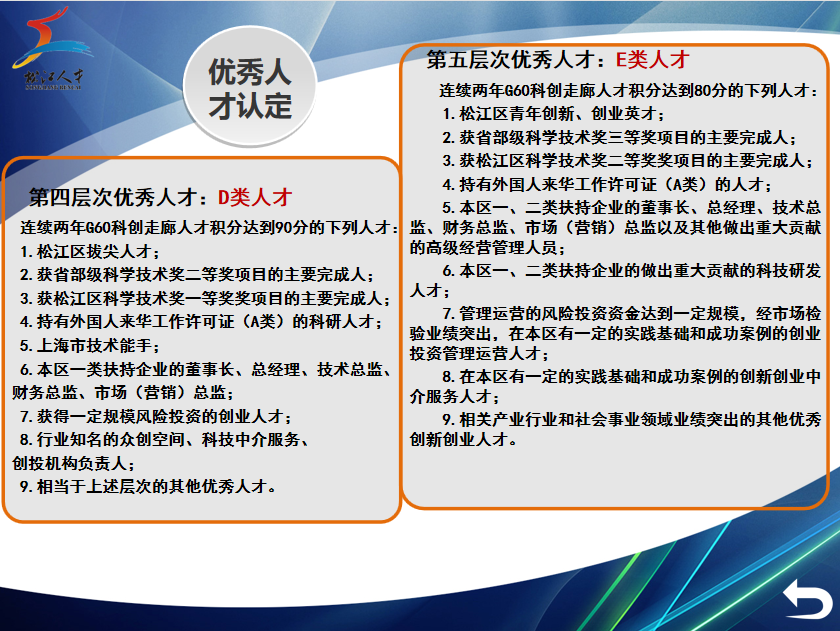 松江人才
优秀人
才认定
第四层次优秀人才：D类人才
连续两年G60科创走廊人才积分达到90分的下列人才：
1.松江区拔尖人才；
2.获省部级科学技术奖二等奖项目的主要完成人；
3.获松江区科学技术奖一等奖奖项目的主要完成人；
4.持有外国人来华工作许可证（A类）的科研人才；
5.上海市技术能手；
6.本区一类扶持企业的董事长、总经理、技术总监、
财务总监、市场（营销）总监；
7.获得一定规模风险投资的创业人才；
8.行业知名的众创空间、科技中介服务、
创投机构负责人；
9.相当于上述层次的其他优秀人才。
第五层次优秀人才：E类人才
连续两年G60科创走廊人才积分达到80分的下列人才：
1.松江区青年创新、创业英才；
2.获省部级科学技术奖三等奖项目的主要完成人；
3.获松江区科学技术奖二等奖奖项目的主要完成人；
4.持有外国人来华工作许可证（A类）的人才；
5.本区一、二类扶持企业的董事长、总经理、技术总
监、财务总监、市场（营销）总监以及其他做出重大贡献
的高级经营管理人员；
6.本区一、二类扶持企业的做出重大贡献的科技研发
人才；
7.管理运营的风险投资资金达到一定规模，经市场检
验业绩突出，在本区有一定的实践基础和成功案例的创业
投资管理运营人才；
8.在本区有一定的实践基础和成功案例的创新创业中
介服务人才；
9.相关产业行业和社会事业领域业绩突出的其他优秀
创新创业人才。